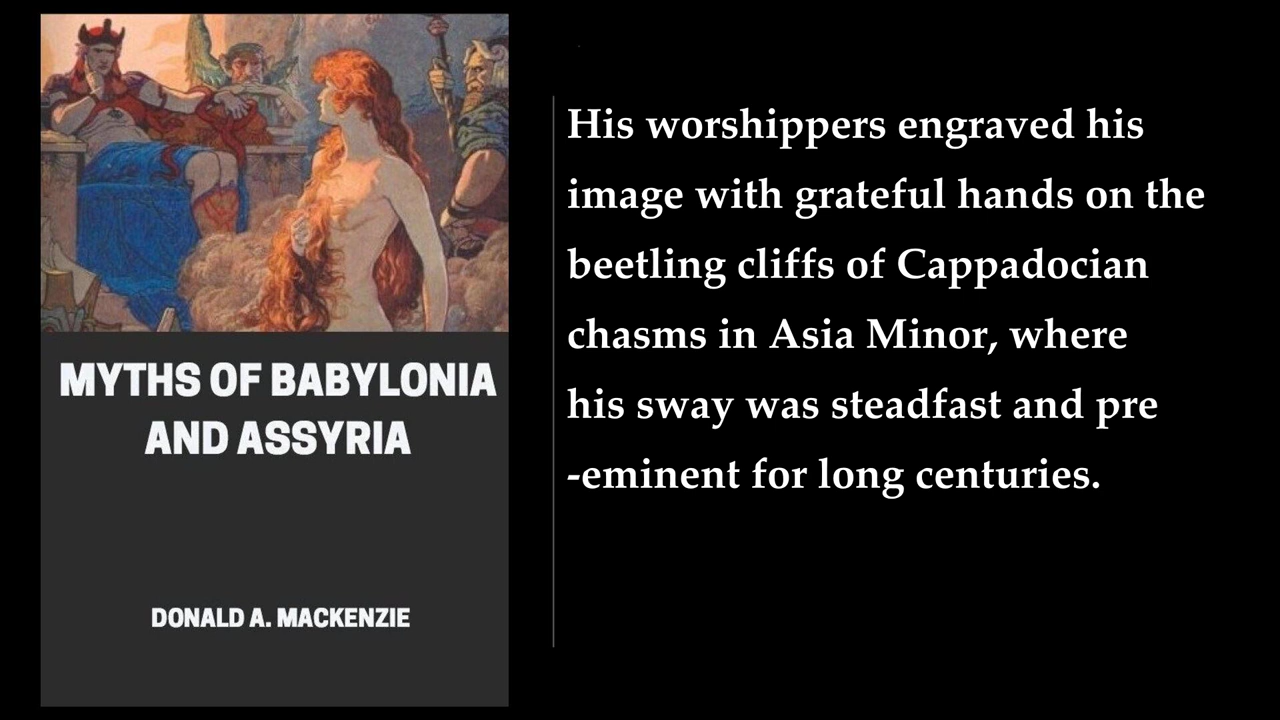 MYTHS OF BABYLONIA
AND ASSYRIA
DONALD A. MACKENZIE
His worshippers engraved his
image with grateful hands on the
beetling cliffs of Cappadocian
chasms in Asia Minor, where
his sway was steadfast and pre
-eminent for long centuries.